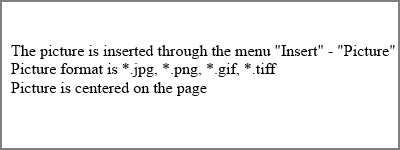 The picture is inserted through the menu "Insert" - "Picture"
Picture format is *.jpg, *.png, *.gif, *.tiff
Picture is centered on the page